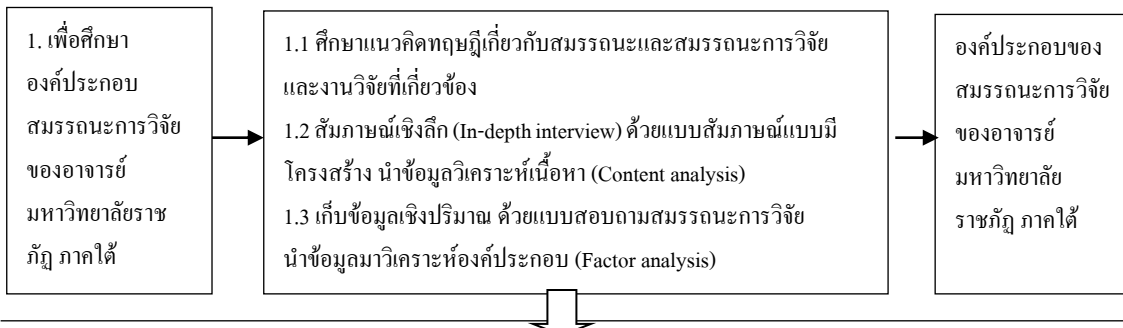 1. เพื่อศึกษา
องค์ประกอบ
สมรรถนะการวิจัย
ของอาจารย์
มหาวิทยาลัยราช
ภัฏ ภาคใต้
1.1 ศึกษาแนวคิดทฤษฎีเกี่ยวกับสมรรถนะและสมรรถนะการวิจัย
และงานวิจัยที่เกี่ยวข้อง
1.2 สัมภาษณ์เชิงลึก (In-depth interview) ด้วยแบบสัมภาษณ์แบบมี
โครงสร้าง นำข้อมูลวิเคราะห์เนื้อหา (Content analysis)
1.3 เก็บข้อมูลเชิงปริมาณ ด้วยแบบสอบถามสมรรถนะการวิจัย
นำข้อมูลมาวิเคราะห์องค์ประกอบ (Factor analysis)
องค์ประกอบของ
สมรรถนะการวิจัย
ของอาจารย์
มหาวิทยาลัย
ราชภัฏ ภาคใต้